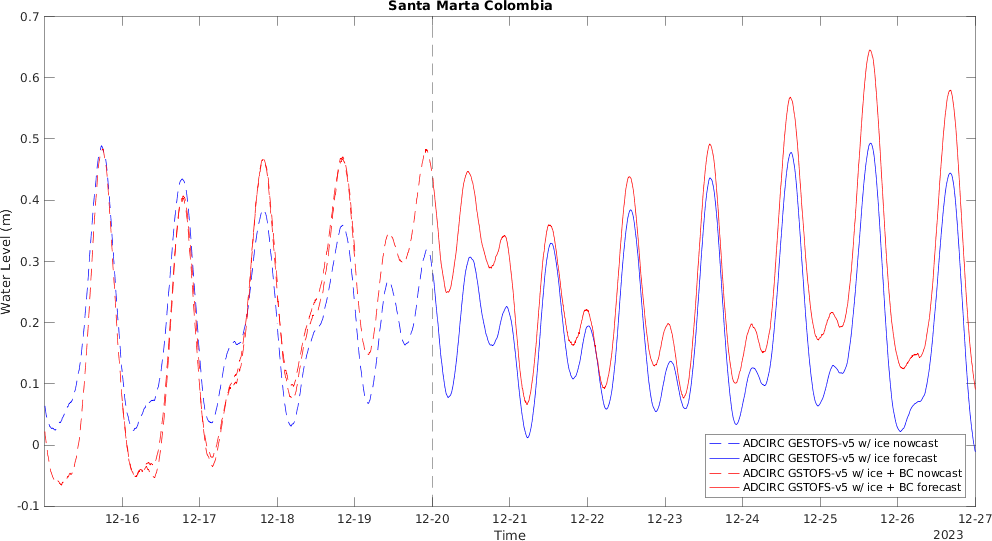 Santa Marta Colombia
0.7
0.6
0.5
0.4
0.3
0.2
0.1
0
-0.1
Water Level (m)
12-16 12-17 12-18 12-19 12-20 12-21 12-22 12-23 12-24 12-25 12-26 12-27
Time
2023
ADCIRC GESTOFS-v5 w/ ice nowcast
ADCIRC GESTOFS-v5 w/ ice forecast
ADCIRC GSTOFS-v5 w/ ice + BC nowcast
ADCIRC GSTOFS-v5 w/ ice + BC forecast